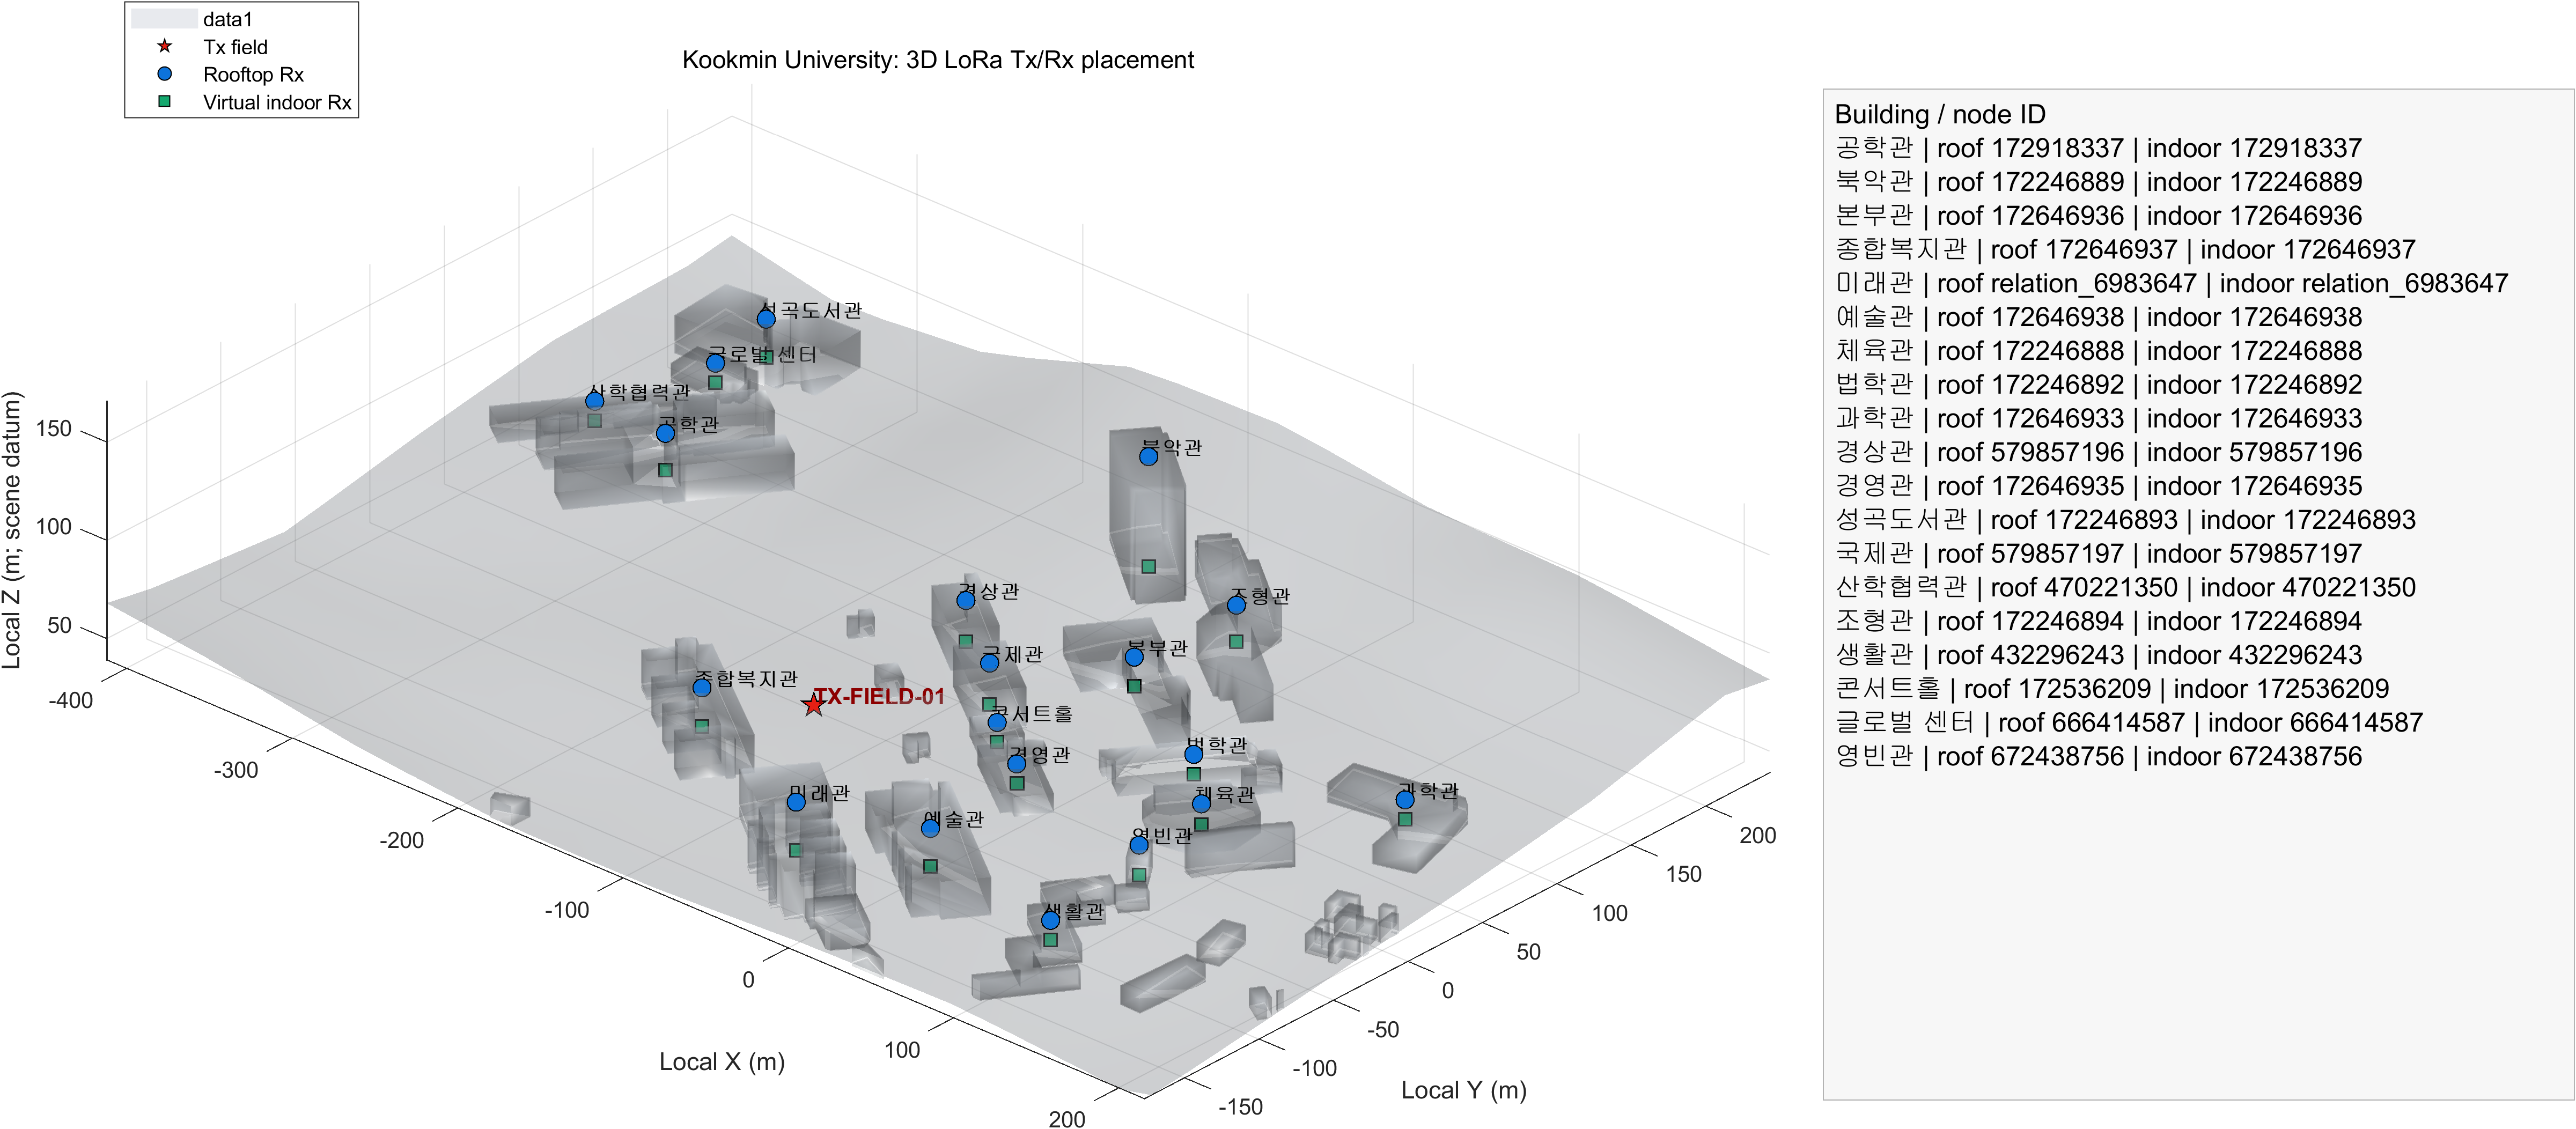 data1
Tx field
Rooftop Rx
Virtual indoor Rx
Kookmin University: 3D LoRa Tx/Rx placement
성곡도서관
글로벌 센터
산학협력관
공학관
북악관
조형관
경상관
국제관
본부관
종합복지관
TX-FIELD-01
콘서트홀
경영관
법학관
미래관
예술관
체육관
과학관
영빈관
생활관
Local Z (m; scene datum)
150
100
50
-400
-300
-200
-100
0
100
200
Local X (m)
-150
-100
-50
0
50
100
150
200
Local Y (m)
Building / node ID
공학관 | roof 172918337 | indoor 172918337
북악관 | roof 172246889 | indoor 172246889
본부관 | roof 172646936 | indoor 172646936
종합복지관 | roof 172646937 | indoor 172646937
미래관 | roof relation_6983647 | indoor relation_6983647
예술관 | roof 172646938 | indoor 172646938
체육관 | roof 172246888 | indoor 172246888
법학관 | roof 172246892 | indoor 172246892
과학관 | roof 172646933 | indoor 172646933
경상관 | roof 579857196 | indoor 579857196
경영관 | roof 172646935 | indoor 172646935
성곡도서관 | roof 172246893 | indoor 172246893
국제관 | roof 579857197 | indoor 579857197
산학협력관 | roof 470221350 | indoor 470221350
조형관 | roof 172246894 | indoor 172246894
생활관 | roof 432296243 | indoor 432296243
콘서트홀 | roof 172536209 | indoor 172536209
글로벌 센터 | roof 666414587 | indoor 666414587
영빈관 | roof 672438756 | indoor 672438756